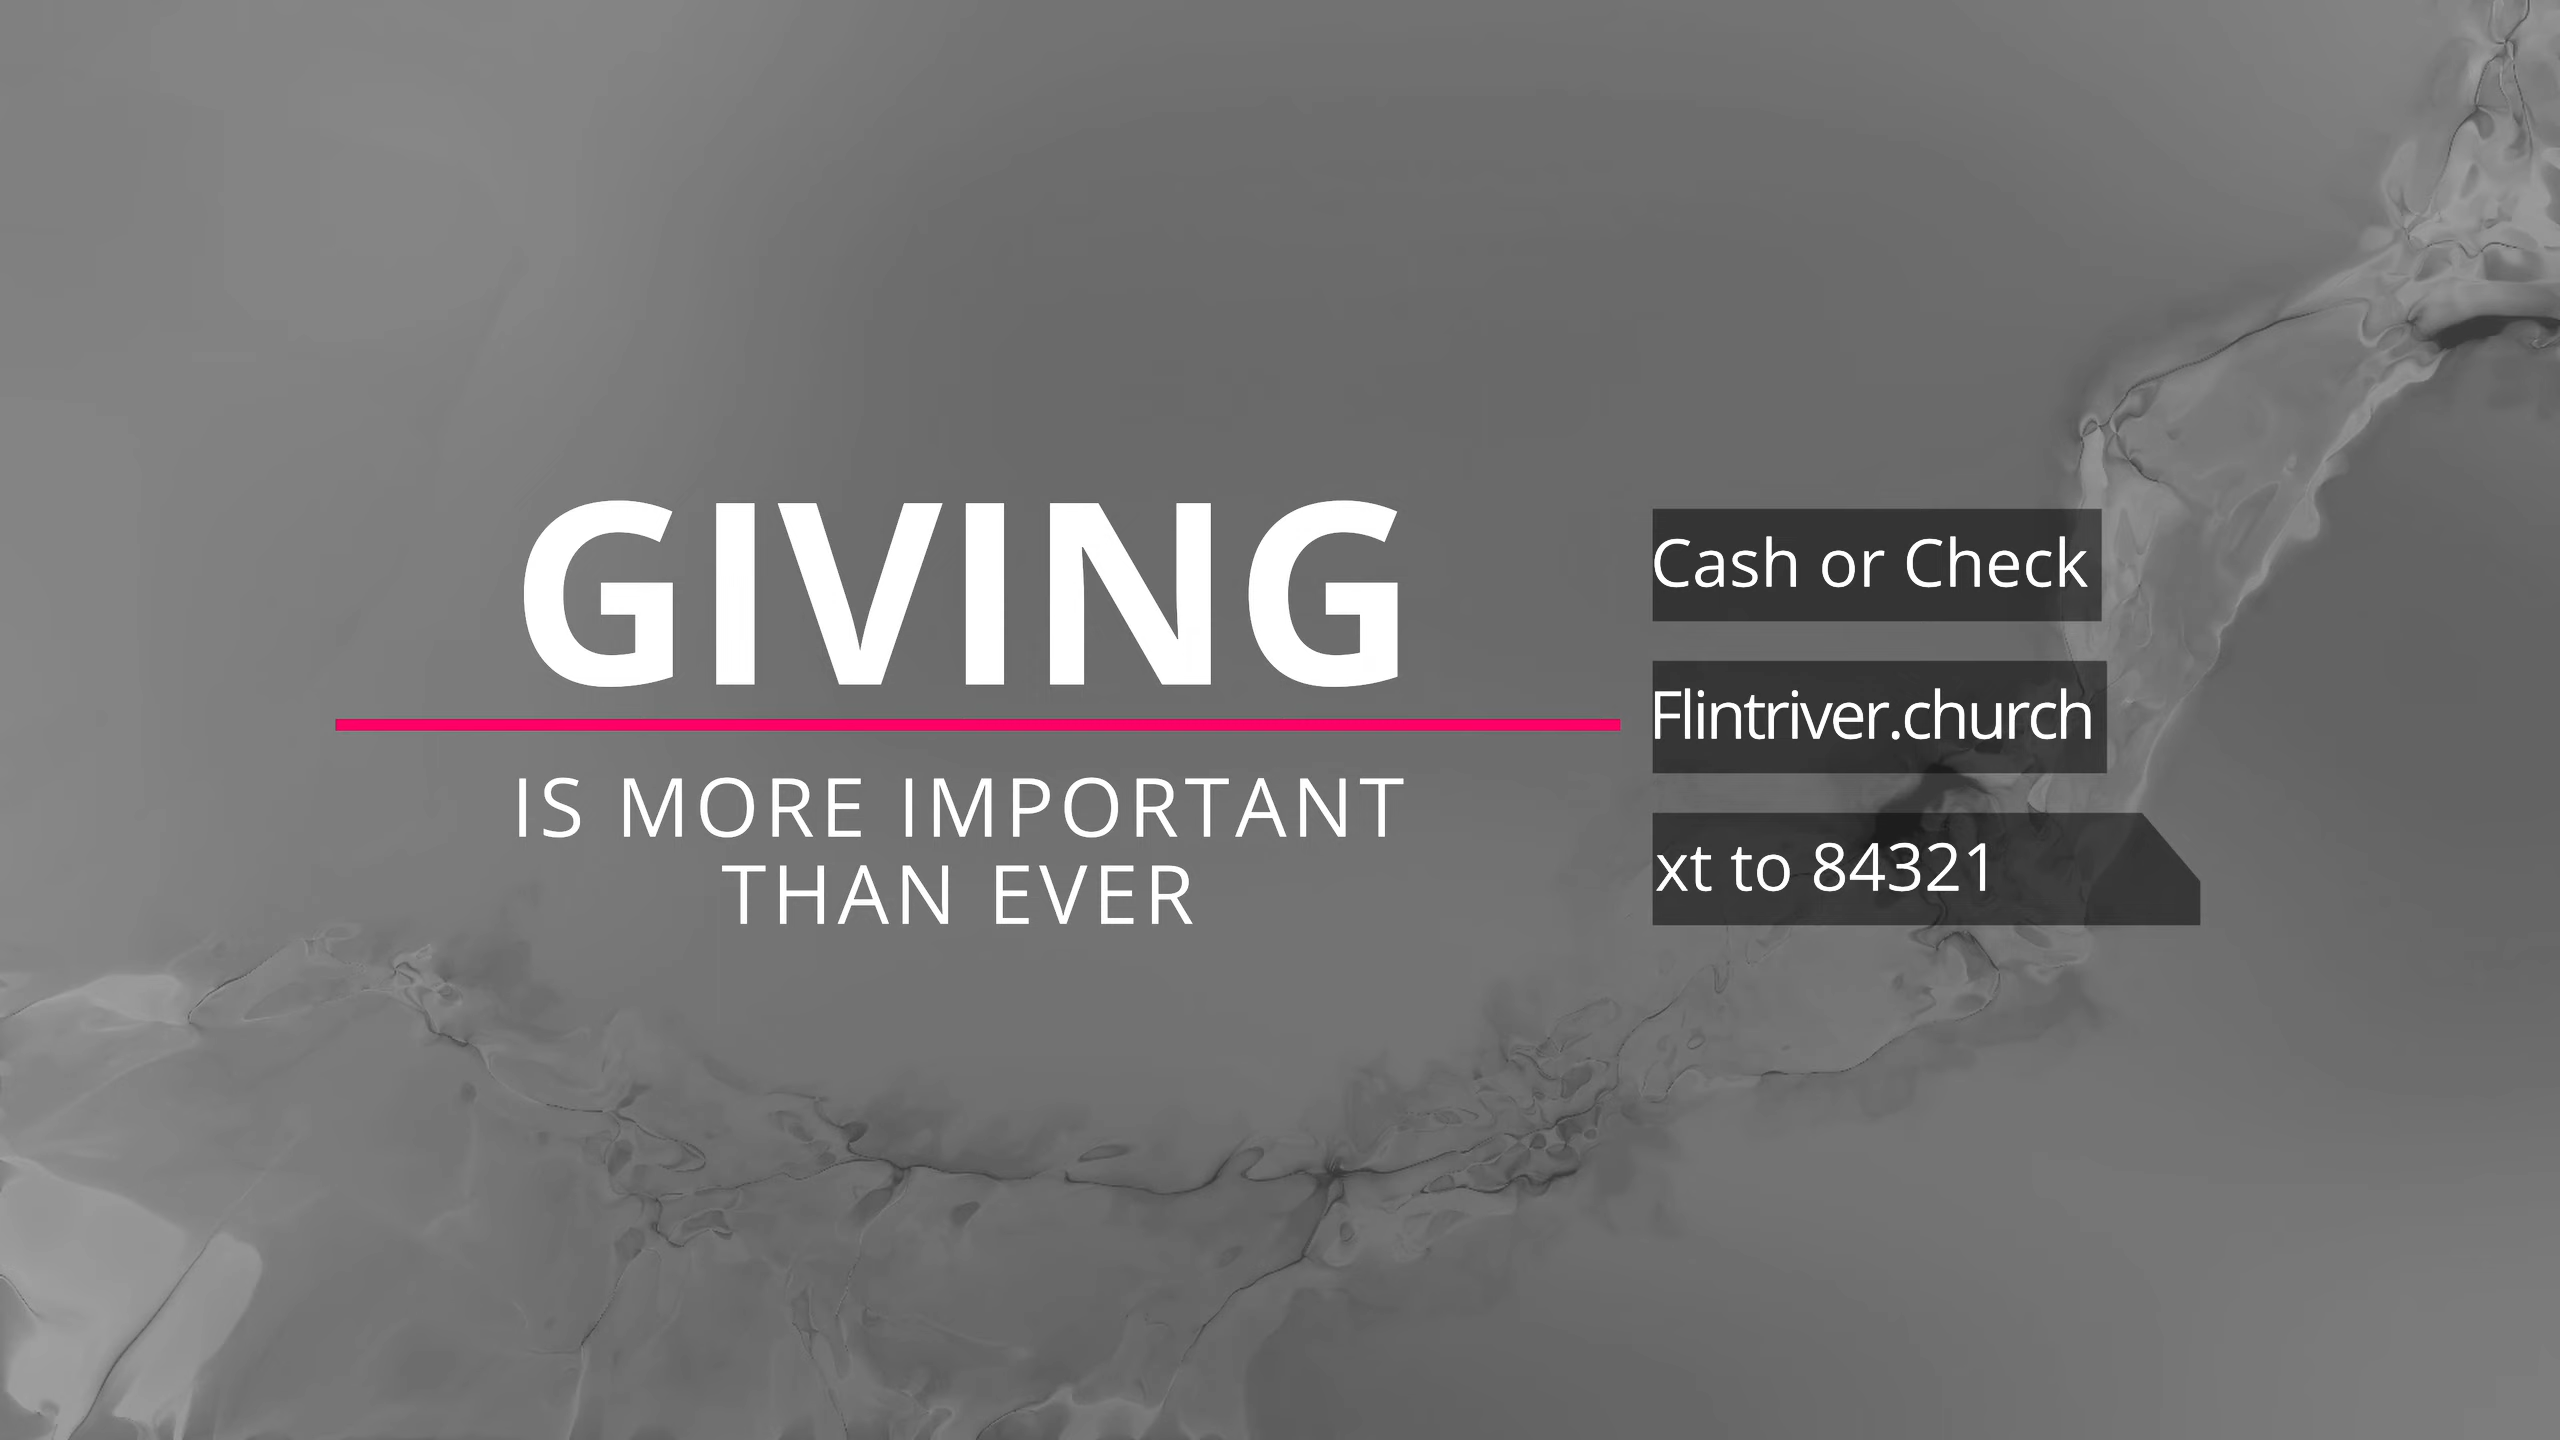 GIVING
IS MORE IMPORTANT
THAN EVER
Cash or Check
Flintriver.church
xt to 84321